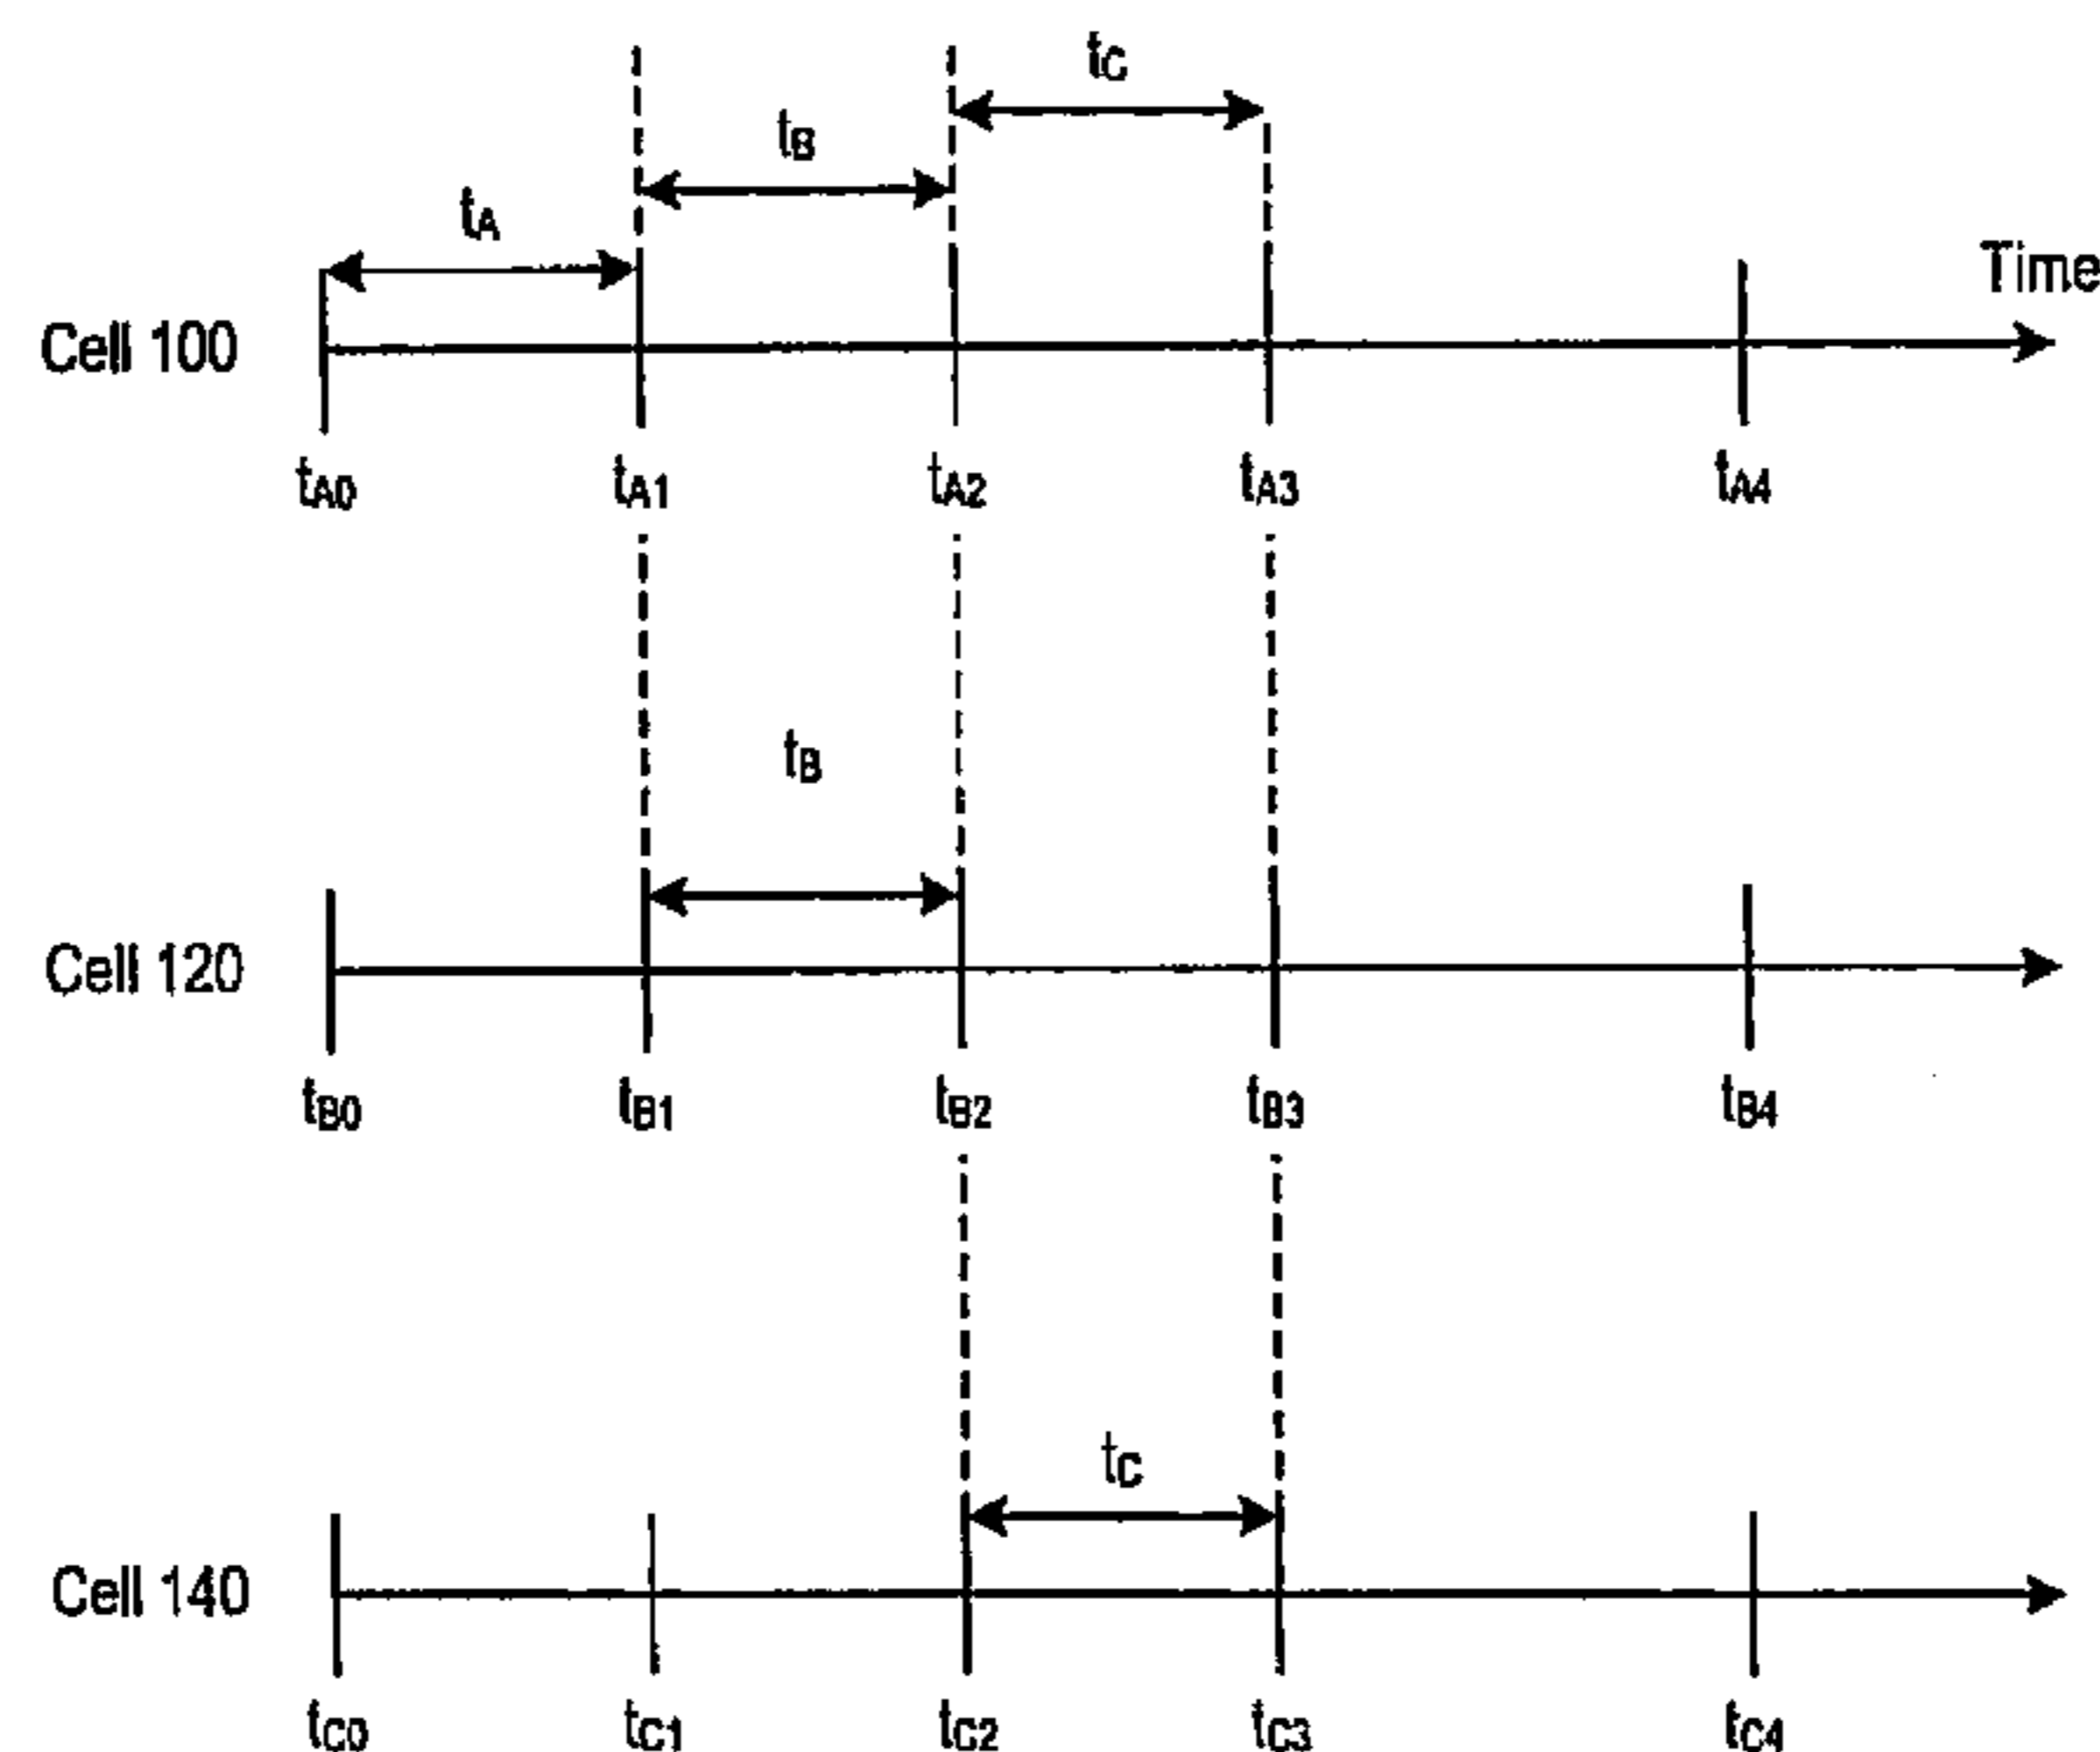 tC
tB
tA
Time
Cell 100
tA0 tA1 tA2 tA3 tA4
tB
Cell 120
tB0 tB1 tB2 tB3 tB4
tC
Cell 140
tC0 tC1 tC2 tC3 tC4